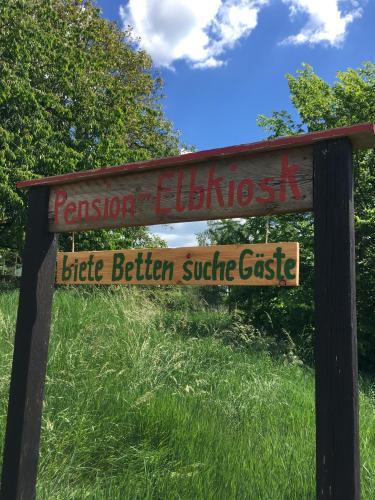 Pension-Elbkiosk
biete Betten suche Gäste